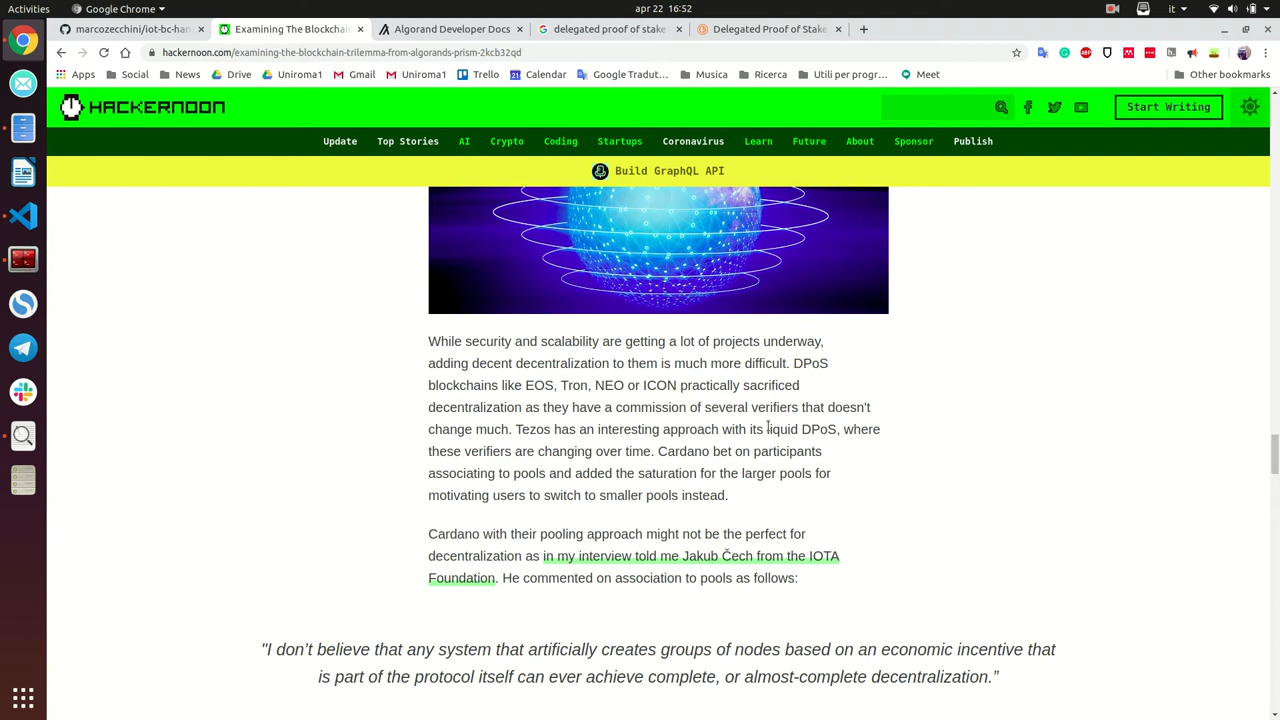 Activities
Google Chrome
apr 22 16:52
it
marcozecchini/iot-bc-han
Examining The Blockchain
Algorand Developer Docs
delegated proof of stake
Delegated Proof of Stake
hackernoon.com/examining-the-blockchain-trilemma-from-algorands-prism-2kcb32qd
Apps
Social
News
Drive
Uniroma1
Gmail
Uniroma1
Trello
Calendar
Google Tradut...
Musica
Ricerca
Utili per progr...
Meet
Other bookmarks
HACKERNOON
Start Writing
Update
Top Stories
AI
Crypto
Coding
Startups
Coronavirus
Learn
Future
About
Sponsor
Publish
Build GraphQL API
While security and scalability are getting a lot of projects underway,
adding decent decentralization to them is much more difficult. DPoS
blockchains like EOS, Tron, NEO or ICON practically sacrificed
decentralization as they have a commission of several verifiers that doesn't
change much. Tezos has an interesting approach with its liquid DPoS, where
these verifiers are changing over time. Cardano bet on participants
associating to pools and added the saturation for the larger pools for
motivating users to switch to smaller pools instead.
Cardano with their pooling approach might not be the perfect for
decentralization as in my interview told me Jakub Čech from the IOTA
Foundation. He commented on association to pools as follows:
"I don’t believe that any system that artificially creates groups of nodes based on an economic incentive that
is part of the protocol itself can ever achieve complete, or almost-complete decentralization.”